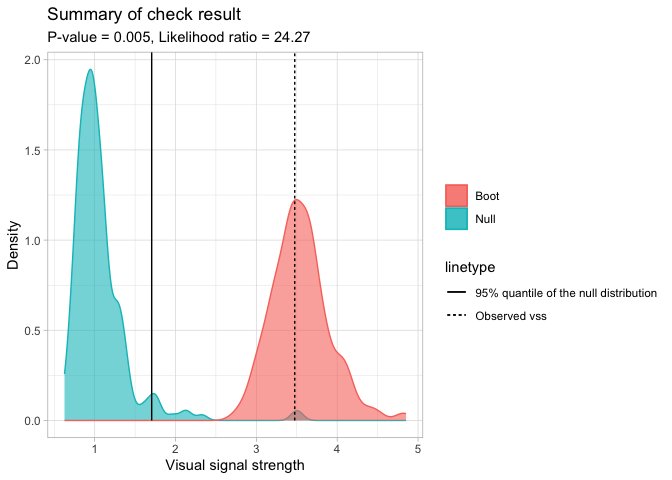 Summary of check result
P-value = 0.005, Likelihood ratio = 24.27
2.0
1.5
1.0
0.5
0.0
Density
1 2 3 4 5
Visual signal strength
Boot
Null
linetype
95% quantile of the null distribution
Observed vss